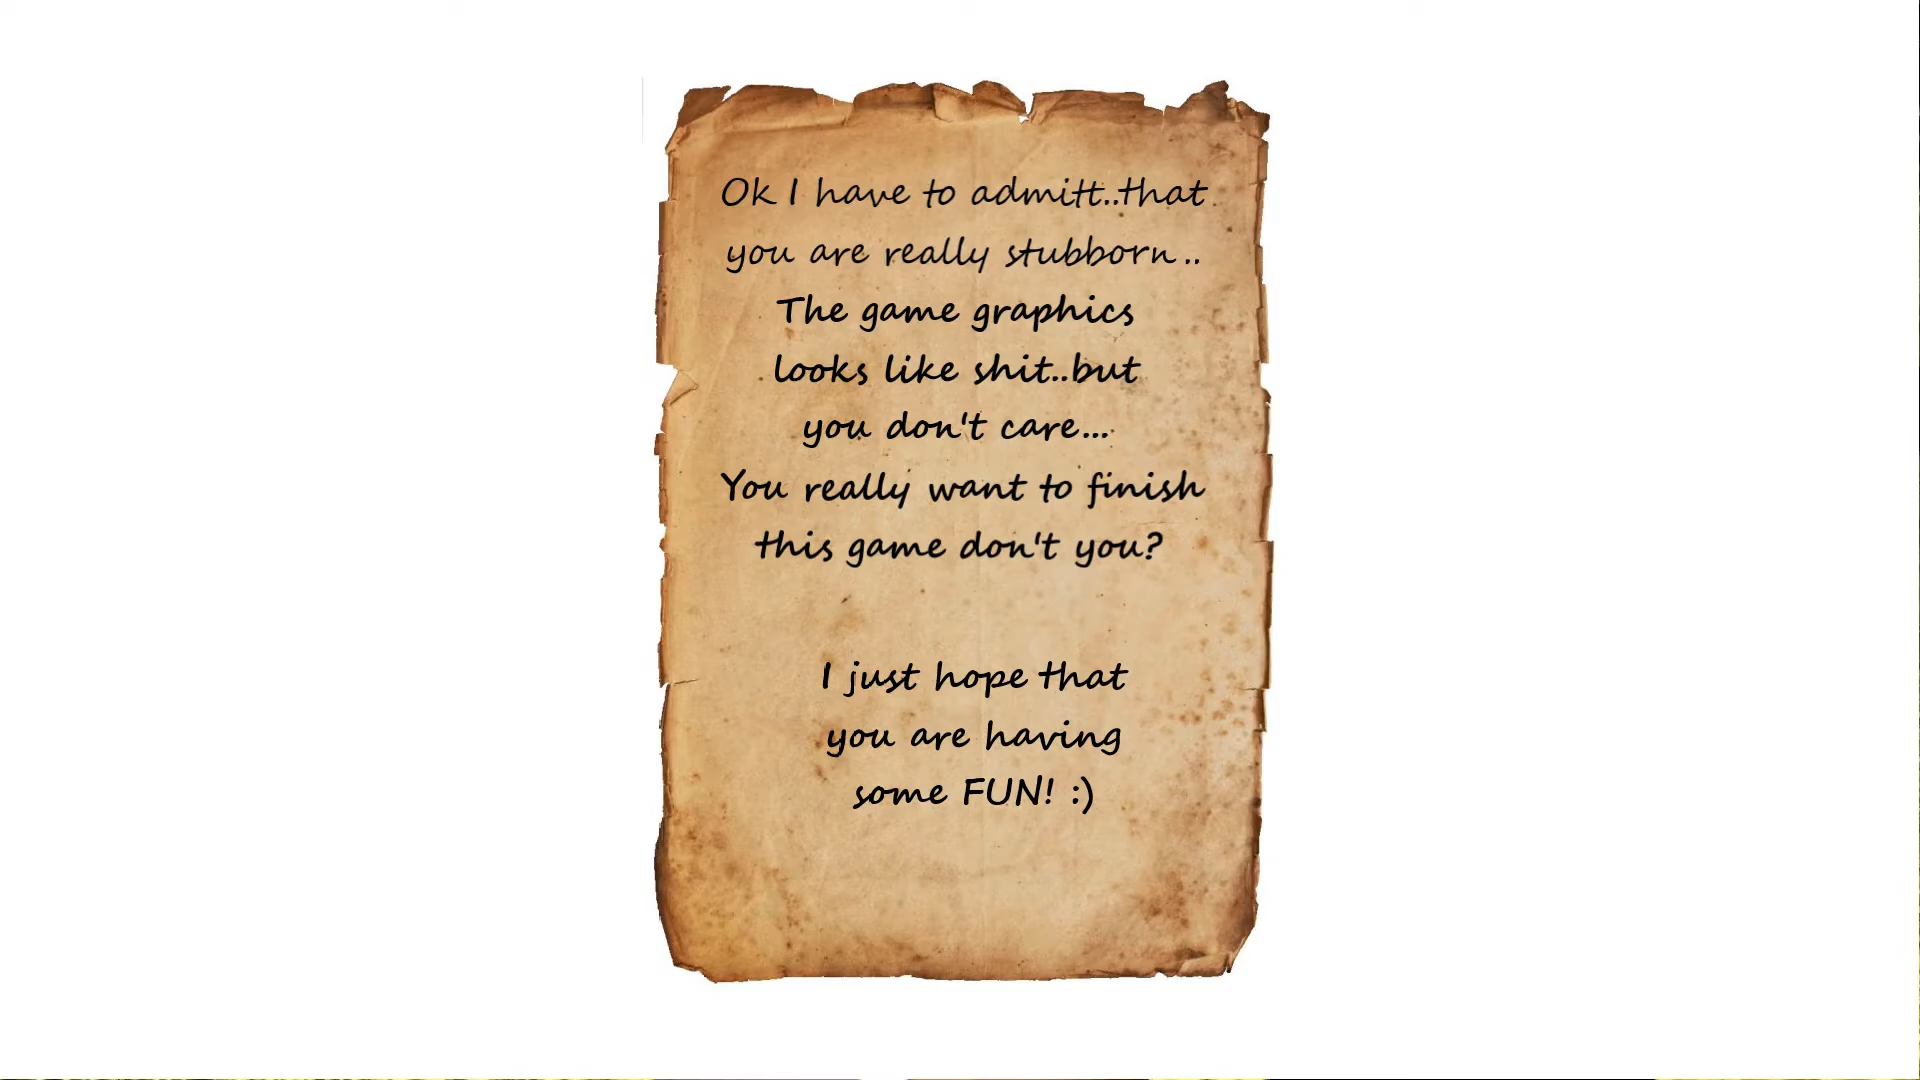 Ok I have to admitt..that
you are really stubborn..
The game graphics
looks like shit..but
you don't care...
You really want to finish
this game don't you?
I just hope that
you are having
some FUN! :)